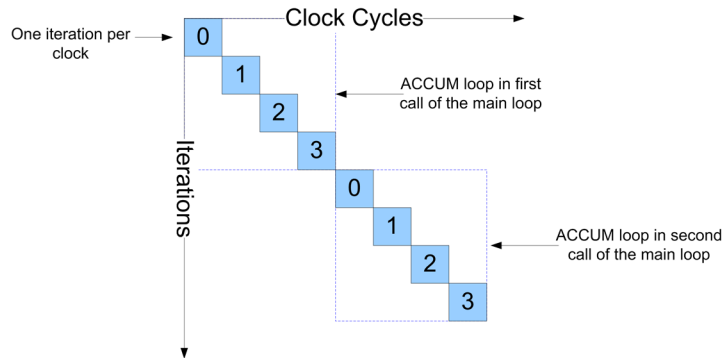 Clock Cycles
One iteration per
clock
0
1
ACCUM loop in first
call of the main loop
2
3
Iterations
0
1
ACCUM loop in second
call of the main loop
2
3